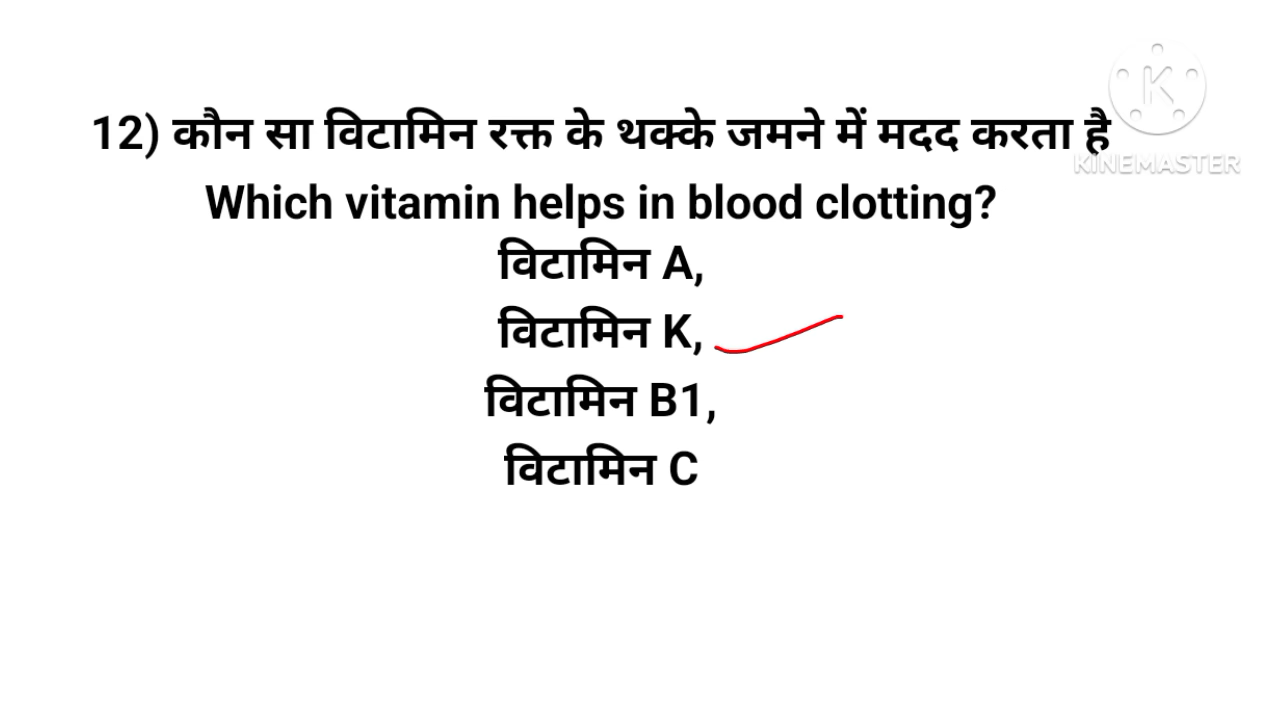 12) कौन सा विटामिन रक्त के थक्के जमने में मदद करता है
Which vitamin helps in blood clotting?
विटामिन A,
विटामिन K,
विटामिन B1,
विटामिन C
K
KINEMASTER